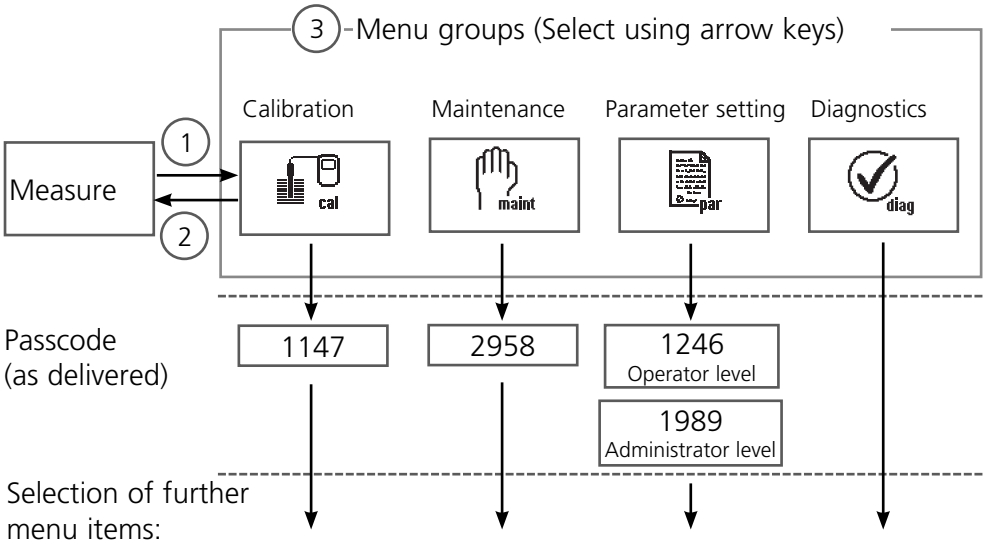 3 Menu groups (Select using arrow keys)
Calibration Maintenance Parameter setting Diagnostics
1
Measure
cal maint par diag
2
Passcode
(as delivered)
1147 2958 1246
Operator level
1989
Administrator level
Selection of further
menu items: